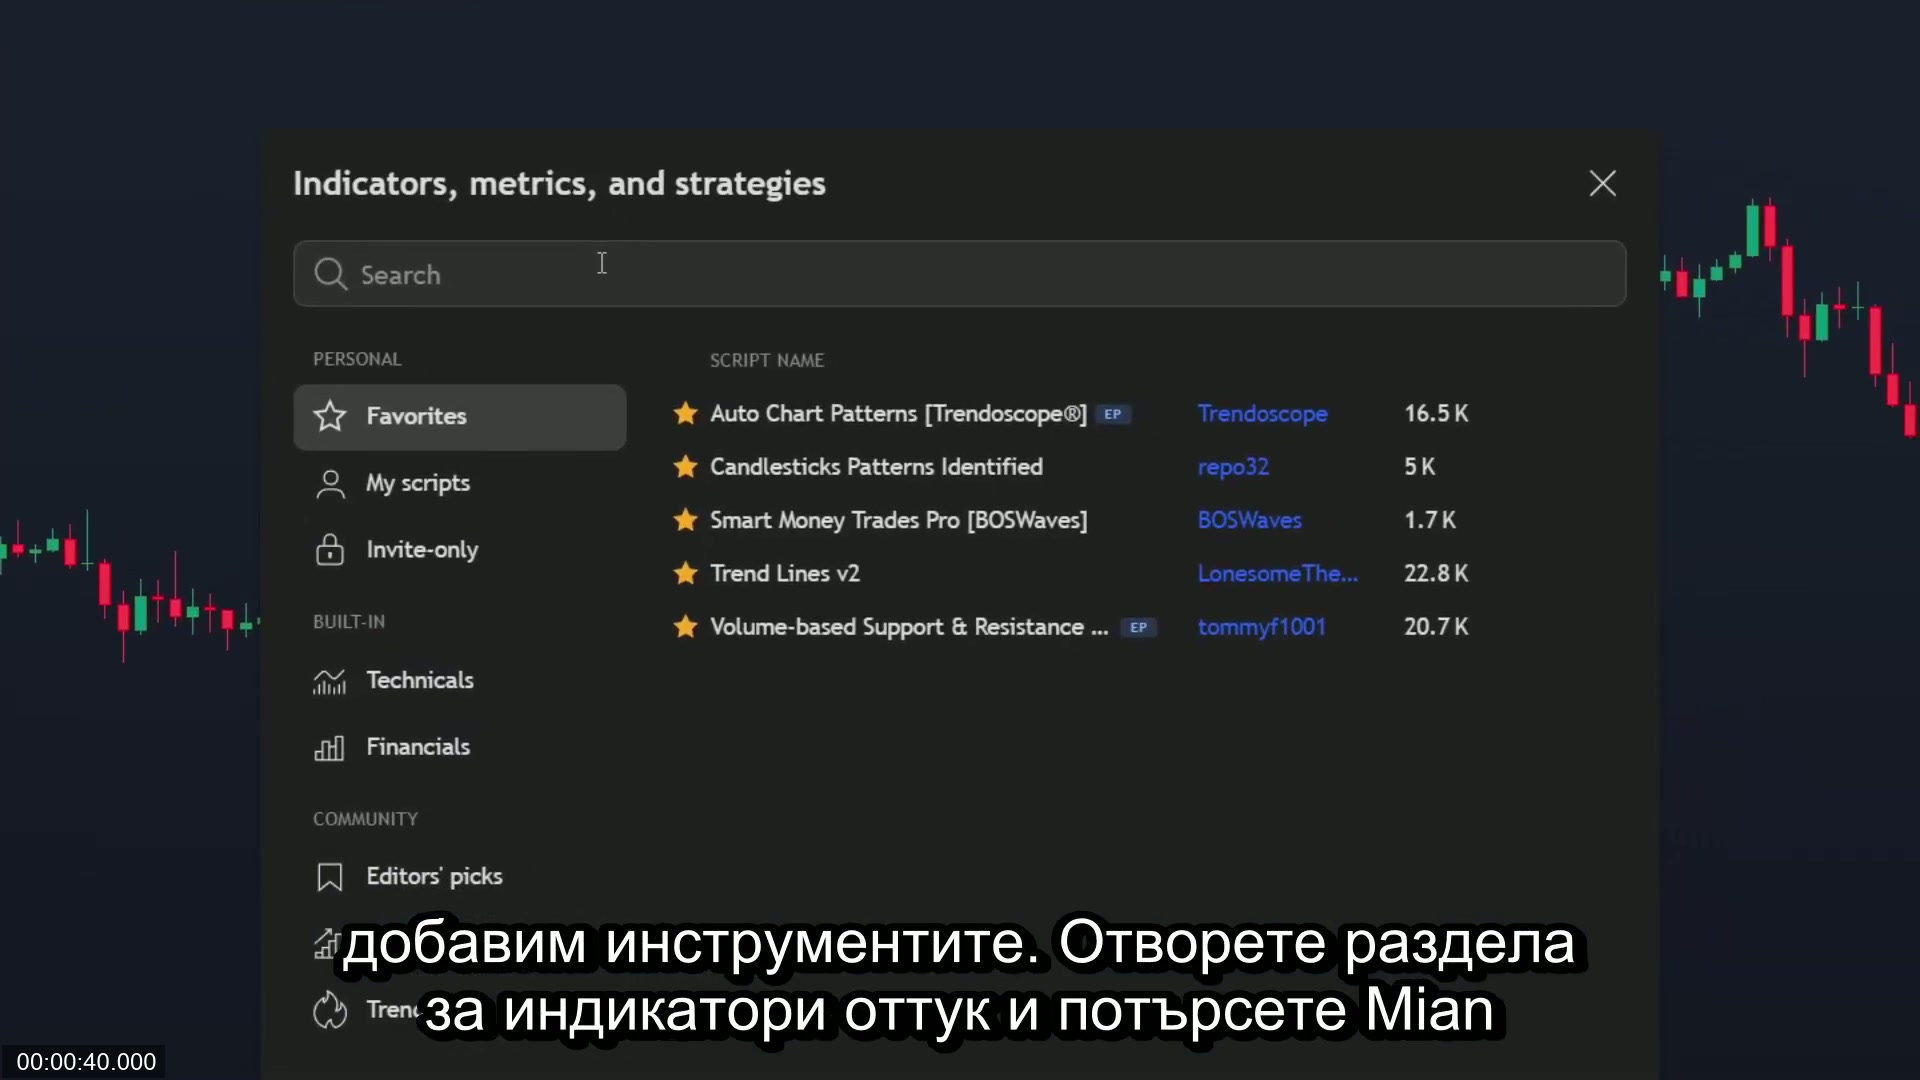 Indicators, metrics, and strategies
Search
PERSONAL
Favorites
My scripts
Invite-only
BUILT-IN
Technicals
Financials
COMMUNITY
Editors' picks
SCRIPT NAME
Auto Chart Patterns [Trendoscope®] EP Trendoscope 16.5 K
Candlesticks Patterns Identified repo32 5 K
Smart Money Trades Pro [BOSWaves] BOSWaves 1.7 K
Trend Lines v2 LonesomeThe... 22.8 K
Volume-based Support & Resistance ... EP tommyf1001 20.7 K
добавим инструментите. Отворете раздела
за индикатори оттук и потърсете Mian
00:00:40.000